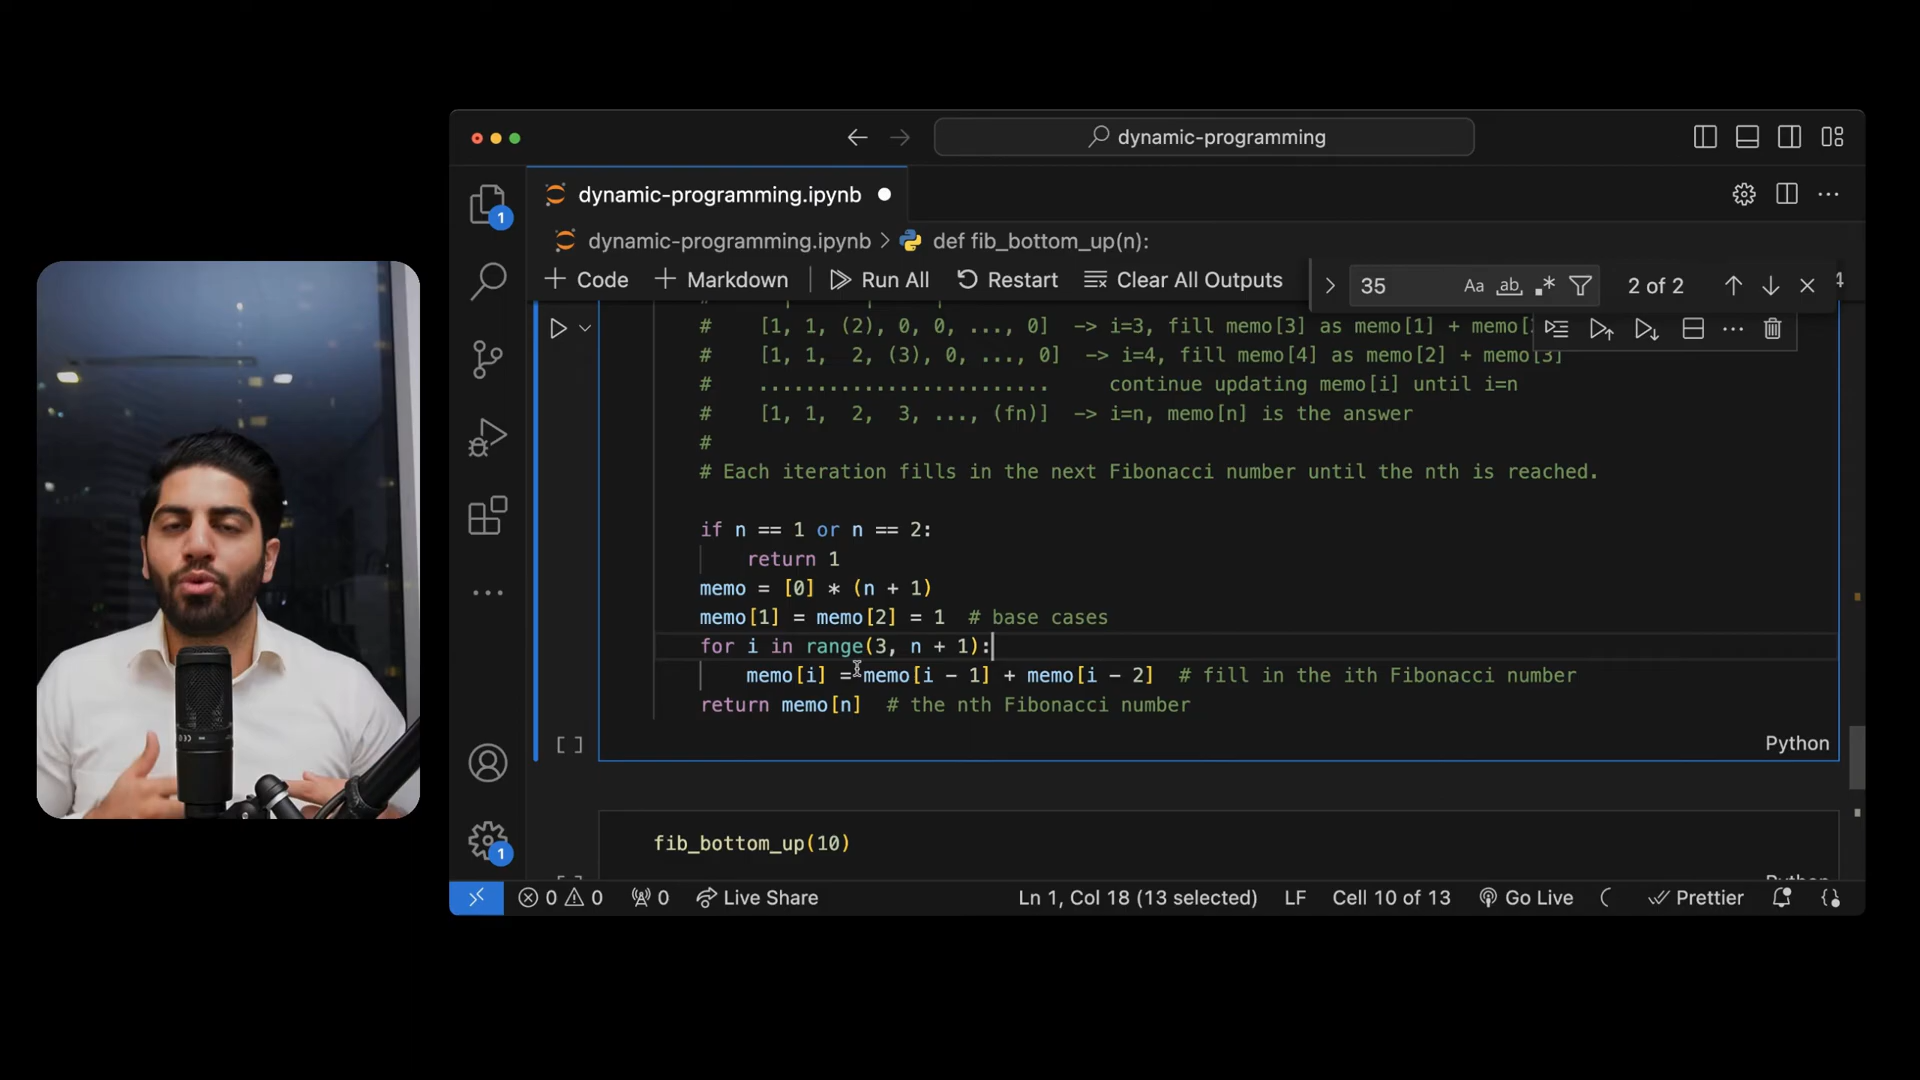 dynamic-programming
dynamic-programming.ipynb
dynamic-programming.ipynb > def fib_bottom_up(n):
+ Code + Markdown Run All Restart Clear All Outputs
35 Aa ab .* 2 of 2
# [1, 1, (2), 0, 0, ..., 0] -> i=3, fill memo[3] as memo[1] + memo[
# [1, 1, 2, (3), 0, ..., 0] -> i=4, fill memo[4] as memo[2] + memo[3]
# ......................... continue updating memo[i] until i=n
# [1, 1, 2, 3, ..., (fn)] -> i=n, memo[n] is the answer
#
# Each iteration fills in the next Fibonacci number until the nth is reached.
if n == 1 or n == 2:
return 1
memo = [0] * (n + 1)
memo[1] = memo[2] = 1 # base cases
for i in range(3, n + 1):
memo[i] = memo[i - 1] + memo[i - 2] # fill in the ith Fibonacci number
return memo[n] # the nth Fibonacci number
[ ] Python
fib_bottom_up(10)
1
1
0 0 0 Live Share Ln 1, Col 18 (13 selected) LF Cell 10 of 13 Go Live Prettier